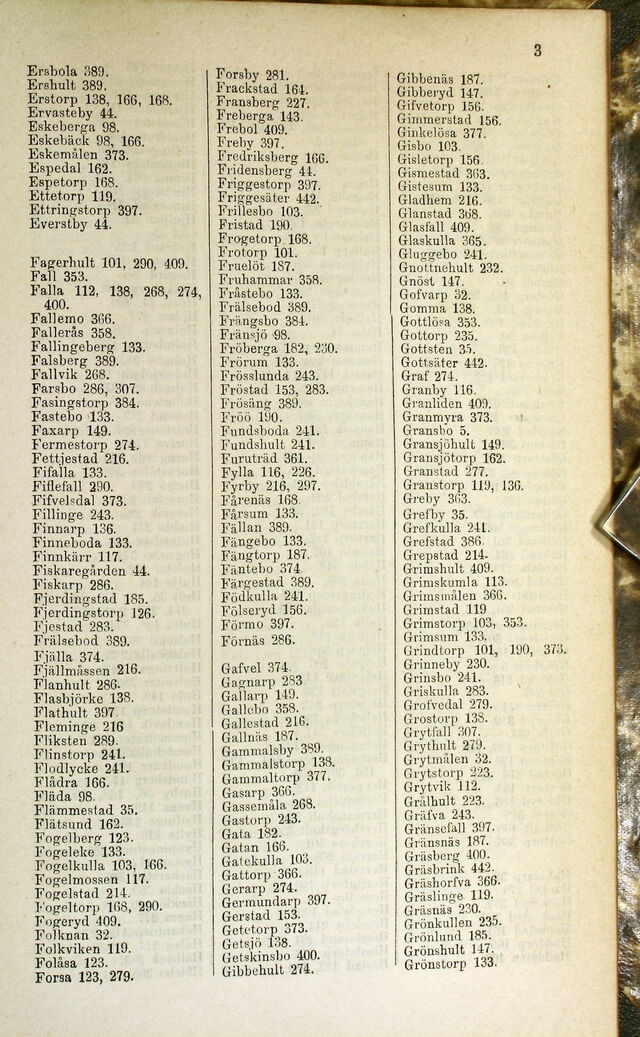 3
Ersbola 389.
Ershult 389.
Erstorp 138, 166, 168.
Ervasteby 44.
Eskeberga 98.
Eskebäck 98, 166.
Eskemålen 373.
Espedal 162.
Espetorp 168.
Ettetorp 119.
Ettringstorp 397.
Everstby 44.
Fagerhult 101, 290, 409.
Fall 353.
Falla 112, 138, 268, 274,
400.
Fallemo 366.
Fallerås 358.
Fallingeberg 133.
Falsberg 389.
Fallvik 268.
Farsbo 286, 307.
Fasingstorp 384.
Fastebo 133.
Faxarp 149.
Fermestorp 274.
Fettjestad 216.
Fifalla 133.
Fiflefall 290.
Fifvelsdal 373.
Fillinge 243.
Finnarp 136.
Finneboda 133.
Finnkärr 117.
Fiskaregården 44.
Fiskarp 286.
Fjerdingstad 185.
Fjerdingstorp 126.
Fjestad 283.
Frälsebod 389.
Fjälla 374.
Fjällmåssen 216.
Flanhult 286.
Flasbjörke 138.
Flathult 397.
Fleminge 216
Fliksten 289.
Flinstorp 241.
Flodlycke 241.
Flådra 166.
Fläda 98.
Flämmestad 35.
Flätsund 162.
Fogelberg 123.
Fogeleke 133.
Fogelkulla 103, 166.
Fogelmossen 117.
Fogelstad 214.
Fogeltorp 168, 290.
Fogeryd 409.
Folknan 32.
Folkviken 119.
Folåsa 123.
Forsa 123, 279.
Forsby 281.
Frackstad 164.
Fransberg 227.
Freberga 143.
Frebol 409.
Freby 397.
Fredriksberg 166.
Fridensberg 44.
Friggestorp 397.
Friggesäter 442.
Frillesbo 103.
Fristad 190.
Frogetorp 168.
Frotorp 101.
Fruelöt 187.
Fruhammar 358.
Fråstebo 133.
Frälsebod 389.
Frängsbo 384.
Fränsjö 98.
Fröberga 182, 230.
Frörum 133.
Frösslunda 243.
Fröstad 153, 283.
Frösäng 389.
Fröö 190.
Fundsboda 241.
Fundshult 241.
Furuträd 361.
Fylla 116, 226.
Fyrby 216, 297.
Fårenäs 168.
Fårsum 133.
Fällan 389.
Fängebo 133.
Fängtorp 187.
Fäntebo 374
Färgestad 389.
Födkulla 241.
Fölseryd 156.
Förmo 397.
Förnäs 286.
Gafvel 374.
Gagnarp 283
Gallarp 149.
Gallebo 358.
Gallestad 216.
Gallnäs 187.
Gammalsby 389.
Gammalstorp 138.
Gammaltorp 377.
Gasarp 366.
Gassemåla 268.
Gastorp 243.
Gata 182.
Gatan 166.
Gatekulla 103.
Gattorp 366.
Gerarp 274.
Germundarp 397.
Gerstad 153.
Getetorp 373.
Getsjö 138.
Getskinsbo 400.
Gibbehult 274.
Gibbenäs 187.
Gibberyd 147.
Gifvetorp 156.
Gimmerstad 156.
Ginkelösa 377.
Gisbo 103.
Gisletorp 156.
Gismestad 363.
Gistesum 133.
Gladhem 216.
Glanstad 368.
Glasfall 409.
Glaskulla 365.
Gluggebo 241.
Gnottnehult 232.
Gnöst 147.
Gofvarp 32.
Gomma 138.
Gottlösa 353.
Gottorp 235.
Gottsten 35.
Gottsäter 442.
Graf 274.
Granby 116.
Granliden 409.
Granmyra 373.
Gransbo 5.
Gransjöhult 149.
Gransjötorp 162.
Granstad 277.
Granstorp 119, 136.
Greby 363.
Grefby 35.
Grefkulla 241.
Grefstad 386.
Grepstad 214.
Grimshult 409.
Grimskumla 113.
Grimsmålen 366.
Grimstad 119
Grimstorp 103, 353.
Grimsum 133.
Grindtorp 101, 190, 373.
Grinneby 230.
Grinsbo 241.
Griskulla 283.
Grofvedal 279.
Grostorp 138.
Grytfall 307.
Grythult 279.
Grytmålen 32.
Grytstorp 223.
Grytvik 112.
Grålhult 223.
Gräfva 243.
Gränsefall 397.
Gränsnäs 187.
Gräsberg 400.
Gräsbrink 442.
Gräshorfva 366.
Gräslinge 119.
Gräsnäs 230.
Grönkullen 235.
Grönlund 185.
Grönshult 147.
Grönstorp 133.